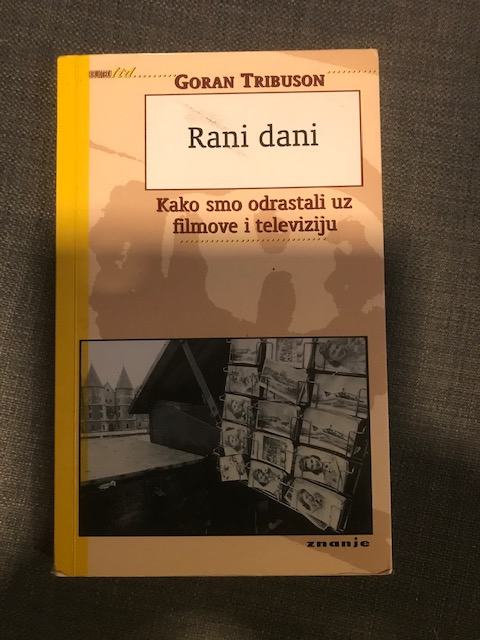 GORAN TRIBUSON
Rani dani
Kako smo odrastali uz
filmove i televiziju
znanje